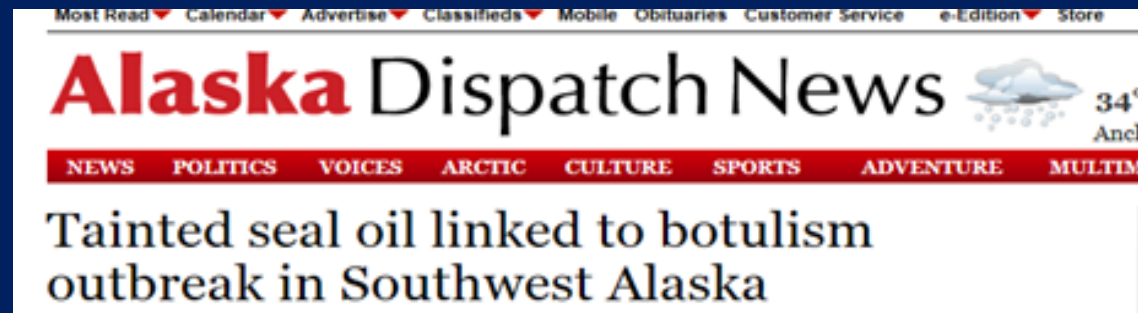 Most Read Calendar Advertise Classifieds Mobile Obituaries Customer Service e-Edition Store
Alaska Dispatch News
34°
NEWS POLITICS VOICES ARCTIC CULTURE SPORTS ADVENTURE
Tainted seal oil linked to botulism
outbreak in Southwest Alaska